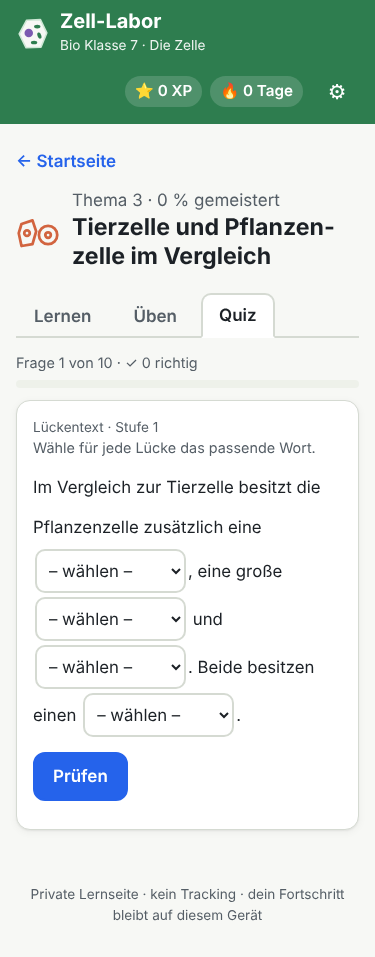 Zell-Labor
Bio Klasse 7 · Die Zelle
⭐ 0 XP 🔥 0 Tage ⚙
← Startseite
Thema 3 · 0 % gemeistert
Tierzelle und Pflanzen-
zelle im Vergleich
Lernen Üben Quiz
Frage 1 von 10 · ✓ 0 richtig
Lückentext · Stufe 1
Wähle für jede Lücke das passende Wort.
Im Vergleich zur Tierzelle besitzt die
Pflanzenzelle zusätzlich eine
– wählen – , eine große
– wählen – und
– wählen – . Beide besitzen
einen – wählen – .
Prüfen
Private Lernseite · kein Tracking · dein Fortschritt
bleibt auf diesem Gerät